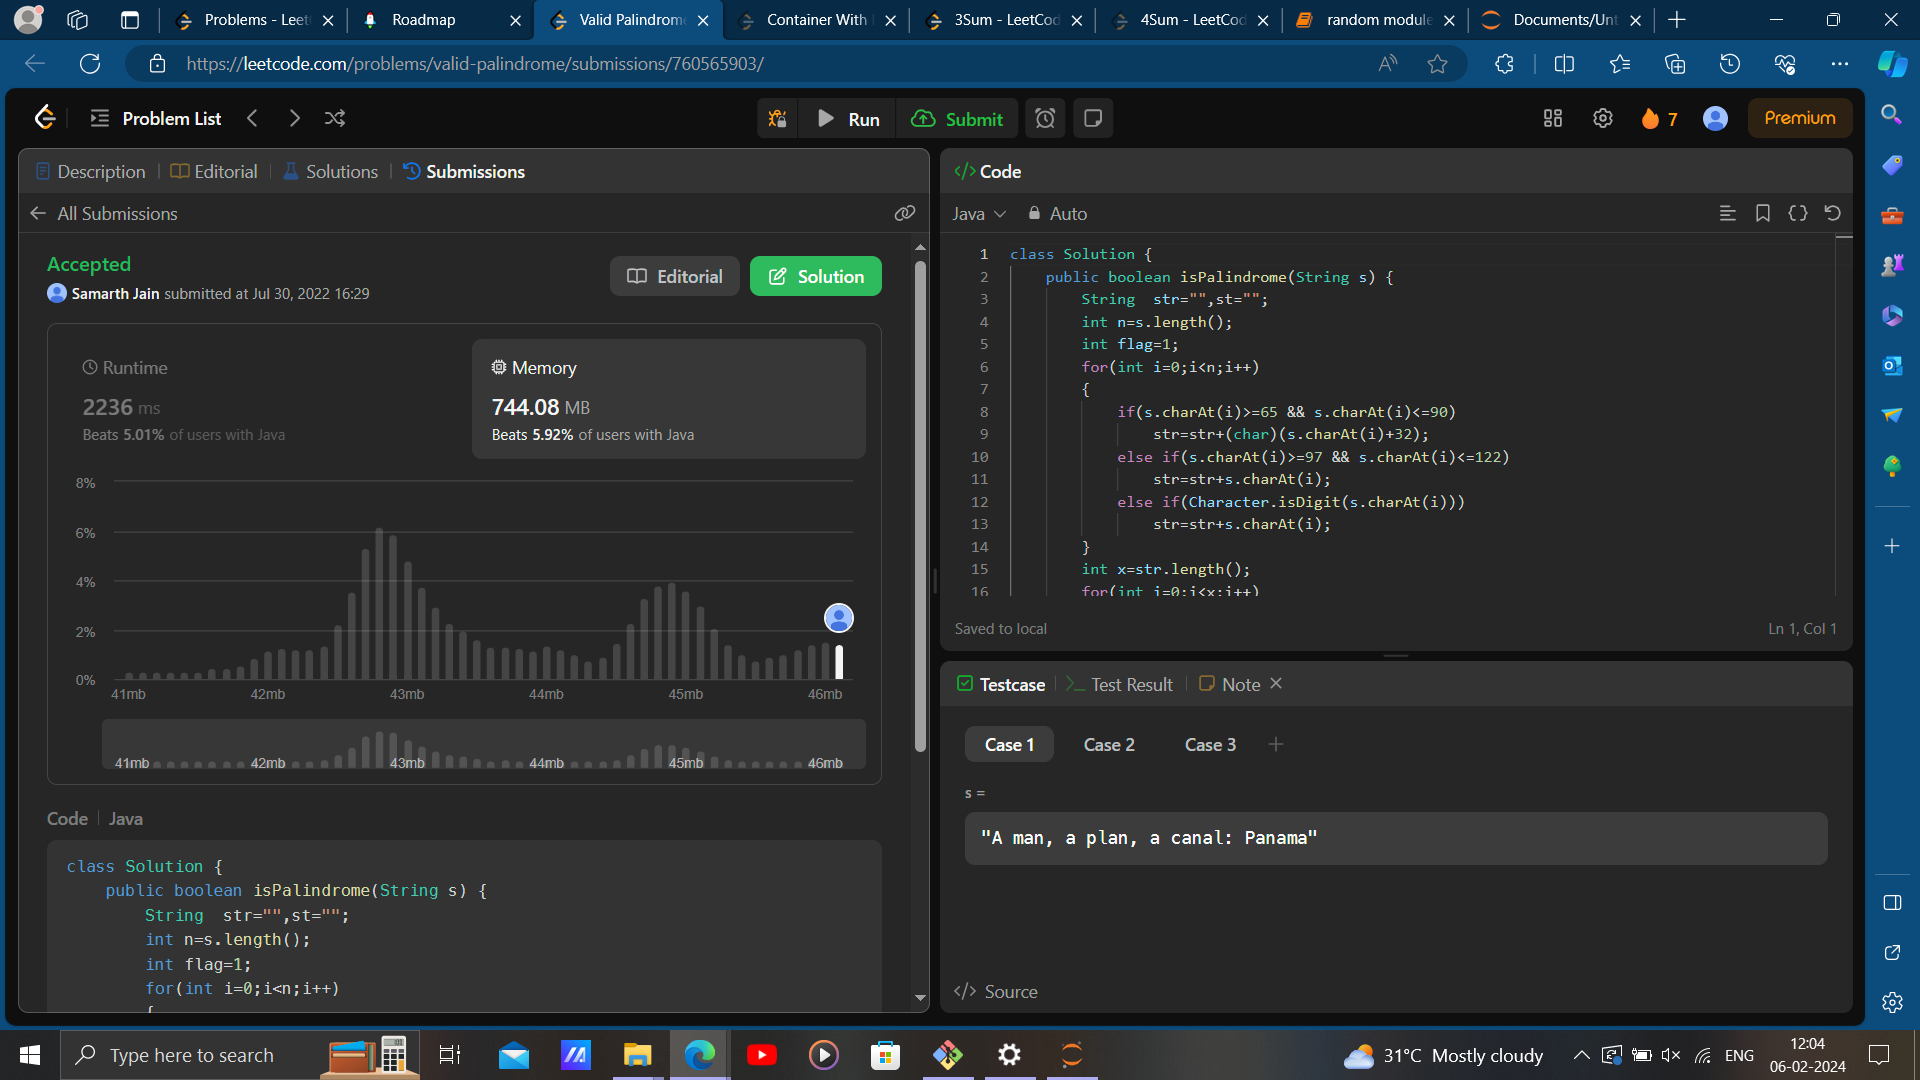 Problems - Leet
Roadmap
Valid Palindrome
Container With
3Sum - LeetCod
4Sum - LeetCod
random module
Documents/Unt
https://leetcode.com/problems/valid-palindrome/submissions/760565903/
Problem List
Run
Submit
7
Premium
Description
Editorial
Solutions
Submissions
All Submissions
Accepted
Samarth Jain submitted at Jul 30, 2022 16:29
Editorial
Solution
Runtime
2236 ms
Beats 5.01% of users with Java
Memory
744.08 MB
Beats 5.92% of users with Java
8%
6%
4%
2%
0%
41mb 42mb 43mb 44mb 45mb 46mb
41mb 42mb 43mb 44mb 45mb 46mb
Code | Java
class Solution {
public boolean isPalindrome(String s) {
String  str="",st="";
int n=s.length();
int flag=1;
for(int i=0;i<n;i++)
{
</> Code
Java
Auto
1 class Solution {
2 public boolean isPalindrome(String s) {
3 String  str="",st="";
4 int n=s.length();
5 int flag=1;
6 for(int i=0;i<n;i++)
7 {
8 if(s.charAt(i)>=65 && s.charAt(i)<=90)
9 str=str+(char)(s.charAt(i)+32);
10 else if(s.charAt(i)>=97 && s.charAt(i)<=122)
11 str=str+s.charAt(i);
12 else if(Character.isDigit(s.charAt(i)))
13 str=str+s.charAt(i);
14 }
15 int x=str.length();
16 for(int i=0;i<x;i++)
Saved to local
Ln 1, Col 1
Testcase
Test Result
Note
Case 1
Case 2
Case 3
s =
"A man, a plan, a canal: Panama"
</> Source
Type here to search
31°C Mostly cloudy
ENG
12:04
06-02-2024